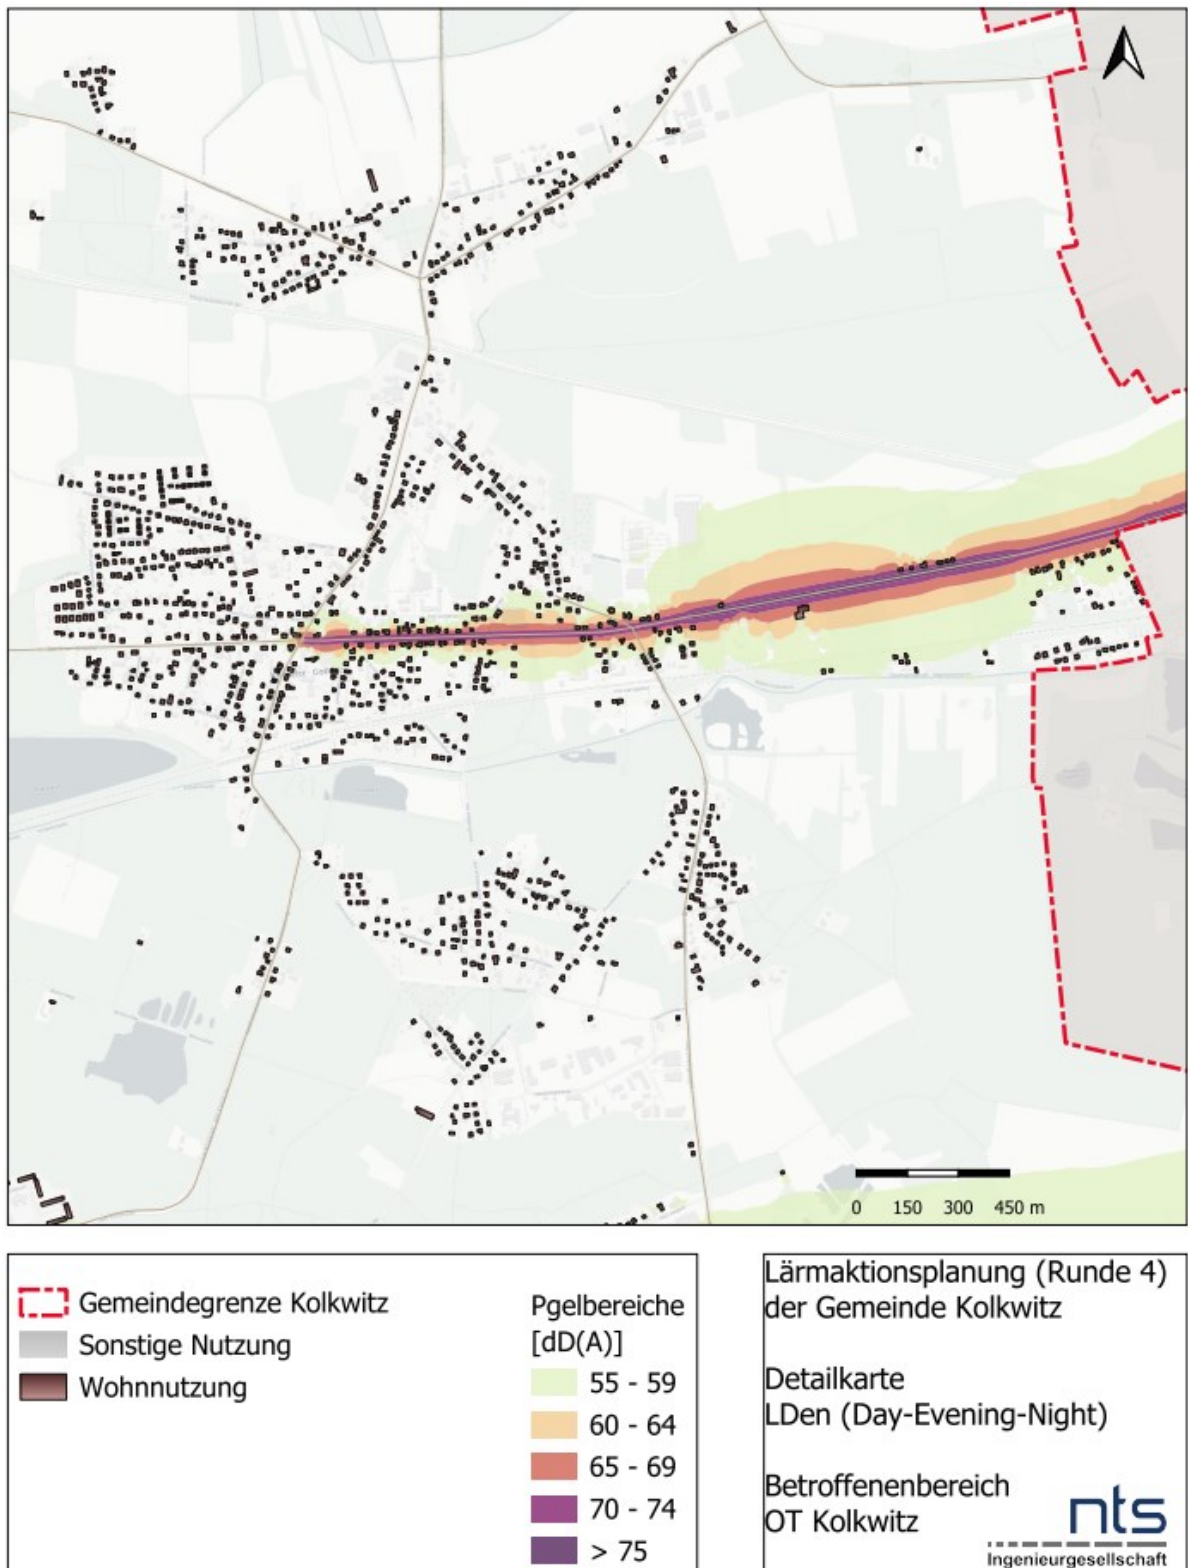 0 150 300 450 m
Gemeindegrenze Kolkwitz
Sonstige Nutzung
Wohnnutzung
Pgelbereiche
[dD(A)]
55 - 59
60 - 64
65 - 69
70 - 74
> 75
Lärmaktionsplanung (Runde 4)
der Gemeinde Kolkwitz
Detailkarte
LDen (Day-Evening-Night)
Betroffenenbereich
OT Kolkwitz
nts
Ingenieurgesellschaft